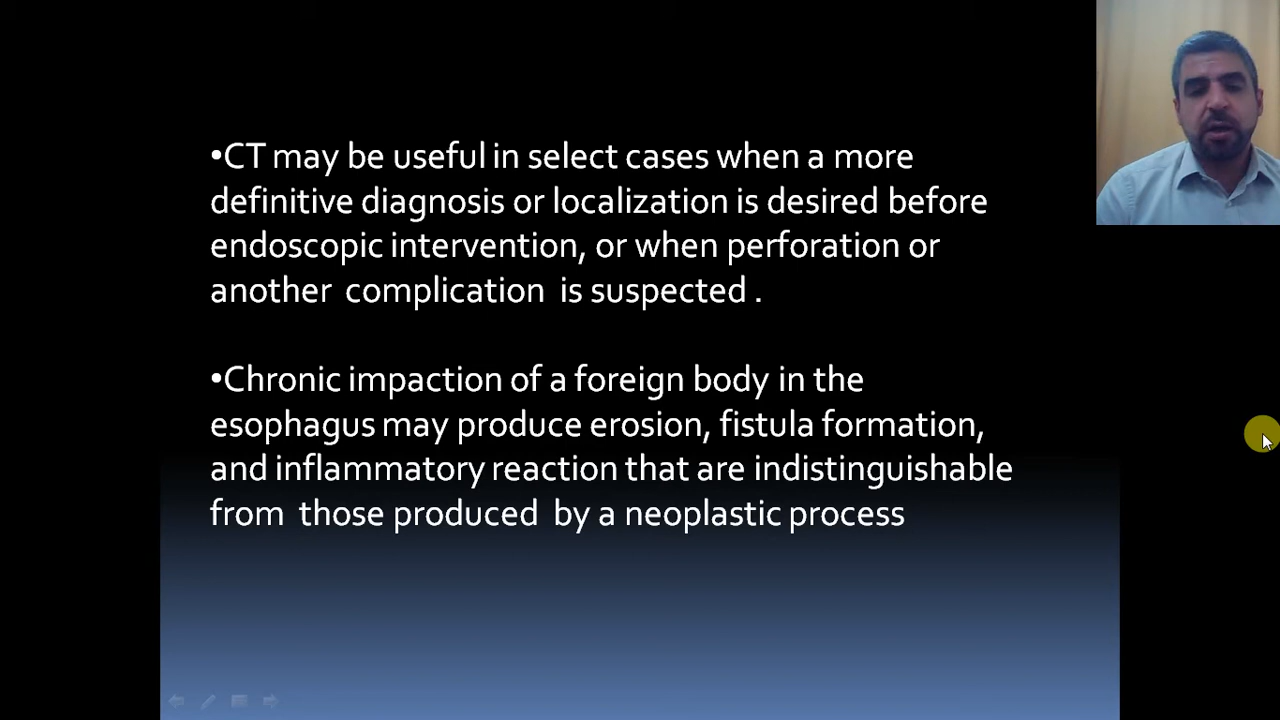 •CT may be useful in select cases when a more
definitive diagnosis or localization is desired before
endoscopic intervention, or when perforation or
another complication is suspected .
•Chronic impaction of a foreign body in the
esophagus may produce erosion, fistula formation,
and inflammatory reaction that are indistinguishable
from those produced by a neoplastic process